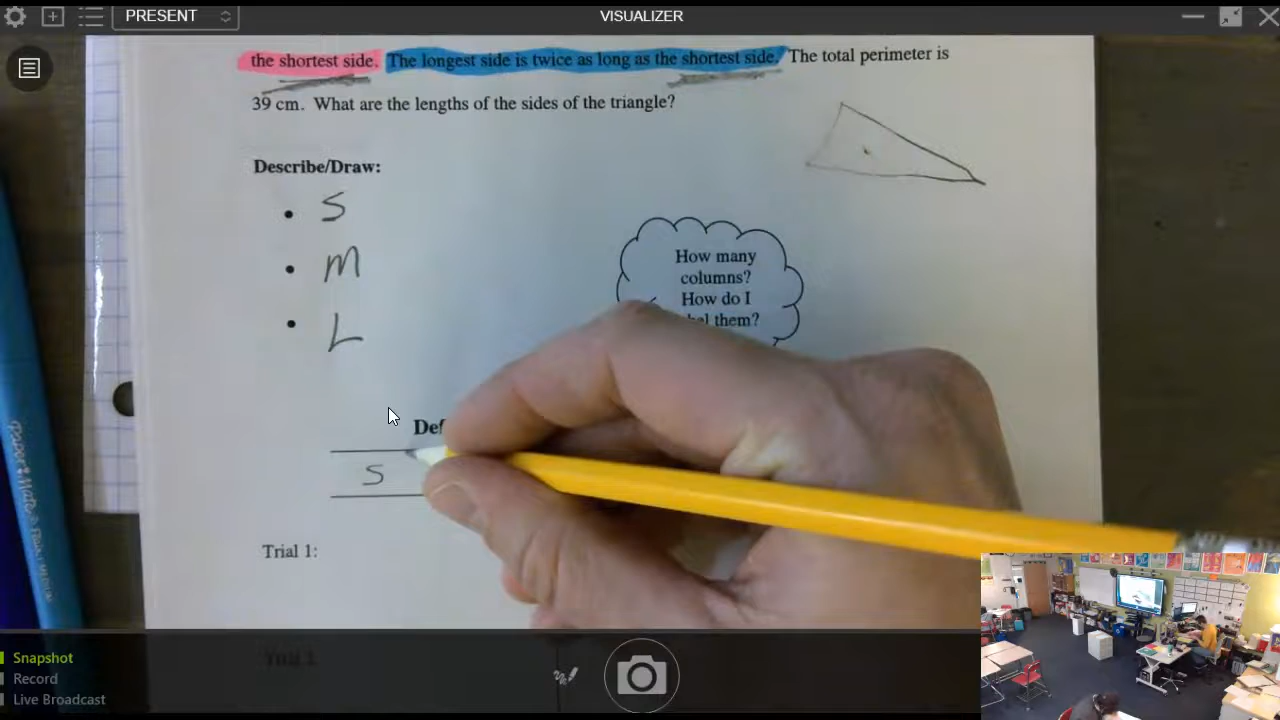 PRESENT
VISUALIZER
the shortest side. The longest side is twice as long as the shortest side. The total perimeter is
39 cm. What are the lengths of the sides of the triangle?
Describe/Draw:
• S
• M
• L
How many
columns?
How do I
them?
S
Trial 1:
Snapshot
Record
Live Broadcast
paper mate